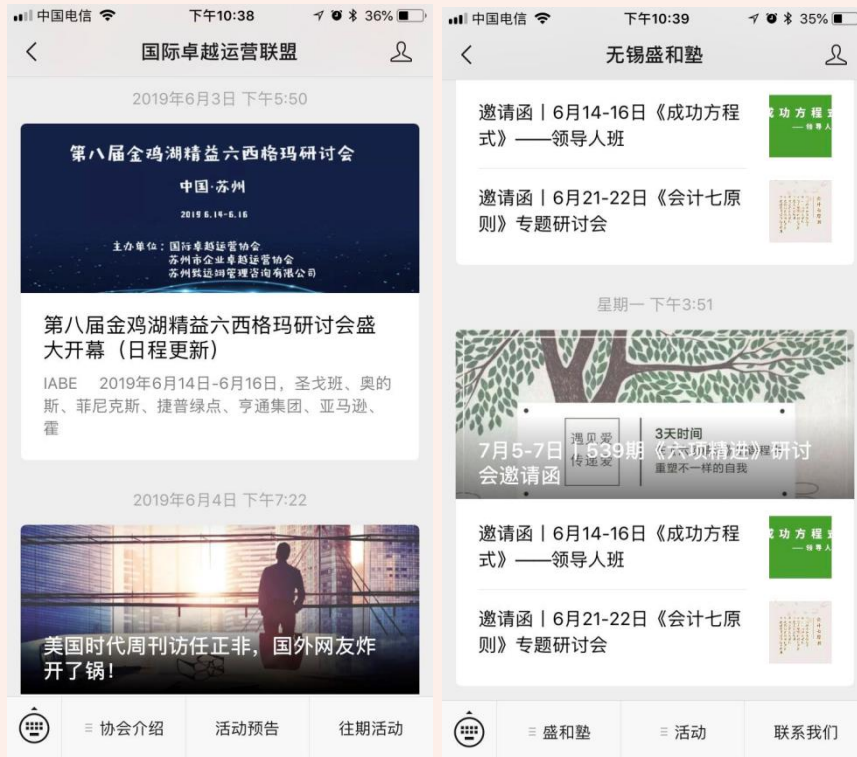 中国电信
下午10:38
36%
国际卓越运营联盟
2019年6月3日 下午5:50
第八届金鸡湖精益六西格玛研讨会
中国·苏州
2019 6.14-6.16
主办单位：国际卓越运营协会
苏州市企业卓越运营协会
第八届金鸡湖精益六西格玛研讨会盛
大开幕（日程更新）
IABE 2019年6月14日-6月16日，圣戈班、奥的
斯、菲尼克斯、捷普绿点、亨通集团、亚马逊、
霍
2019年6月4日 下午7:22
美国时代周刊访任正非，国外网友炸
开了锅！
协会介绍
活动预告
往期活动
中国电信
下午10:39
35%
无锡盛和塾
邀请函丨6月14-16日《成功方程
式》——领导人班
功方程
邀请函丨6月21-22日《会计七原
则》专题研讨会
星期一 下午3:51
遇见爱
传递爱
3天时间
重塑不一样的自我
7月5-7日丨539期《六项精进》研讨
会邀请函
邀请函丨6月14-16日《成功方程
式》——领导人班
功方程
邀请函丨6月21-22日《会计七原
则》专题研讨会
盛和塾
活动
联系我们